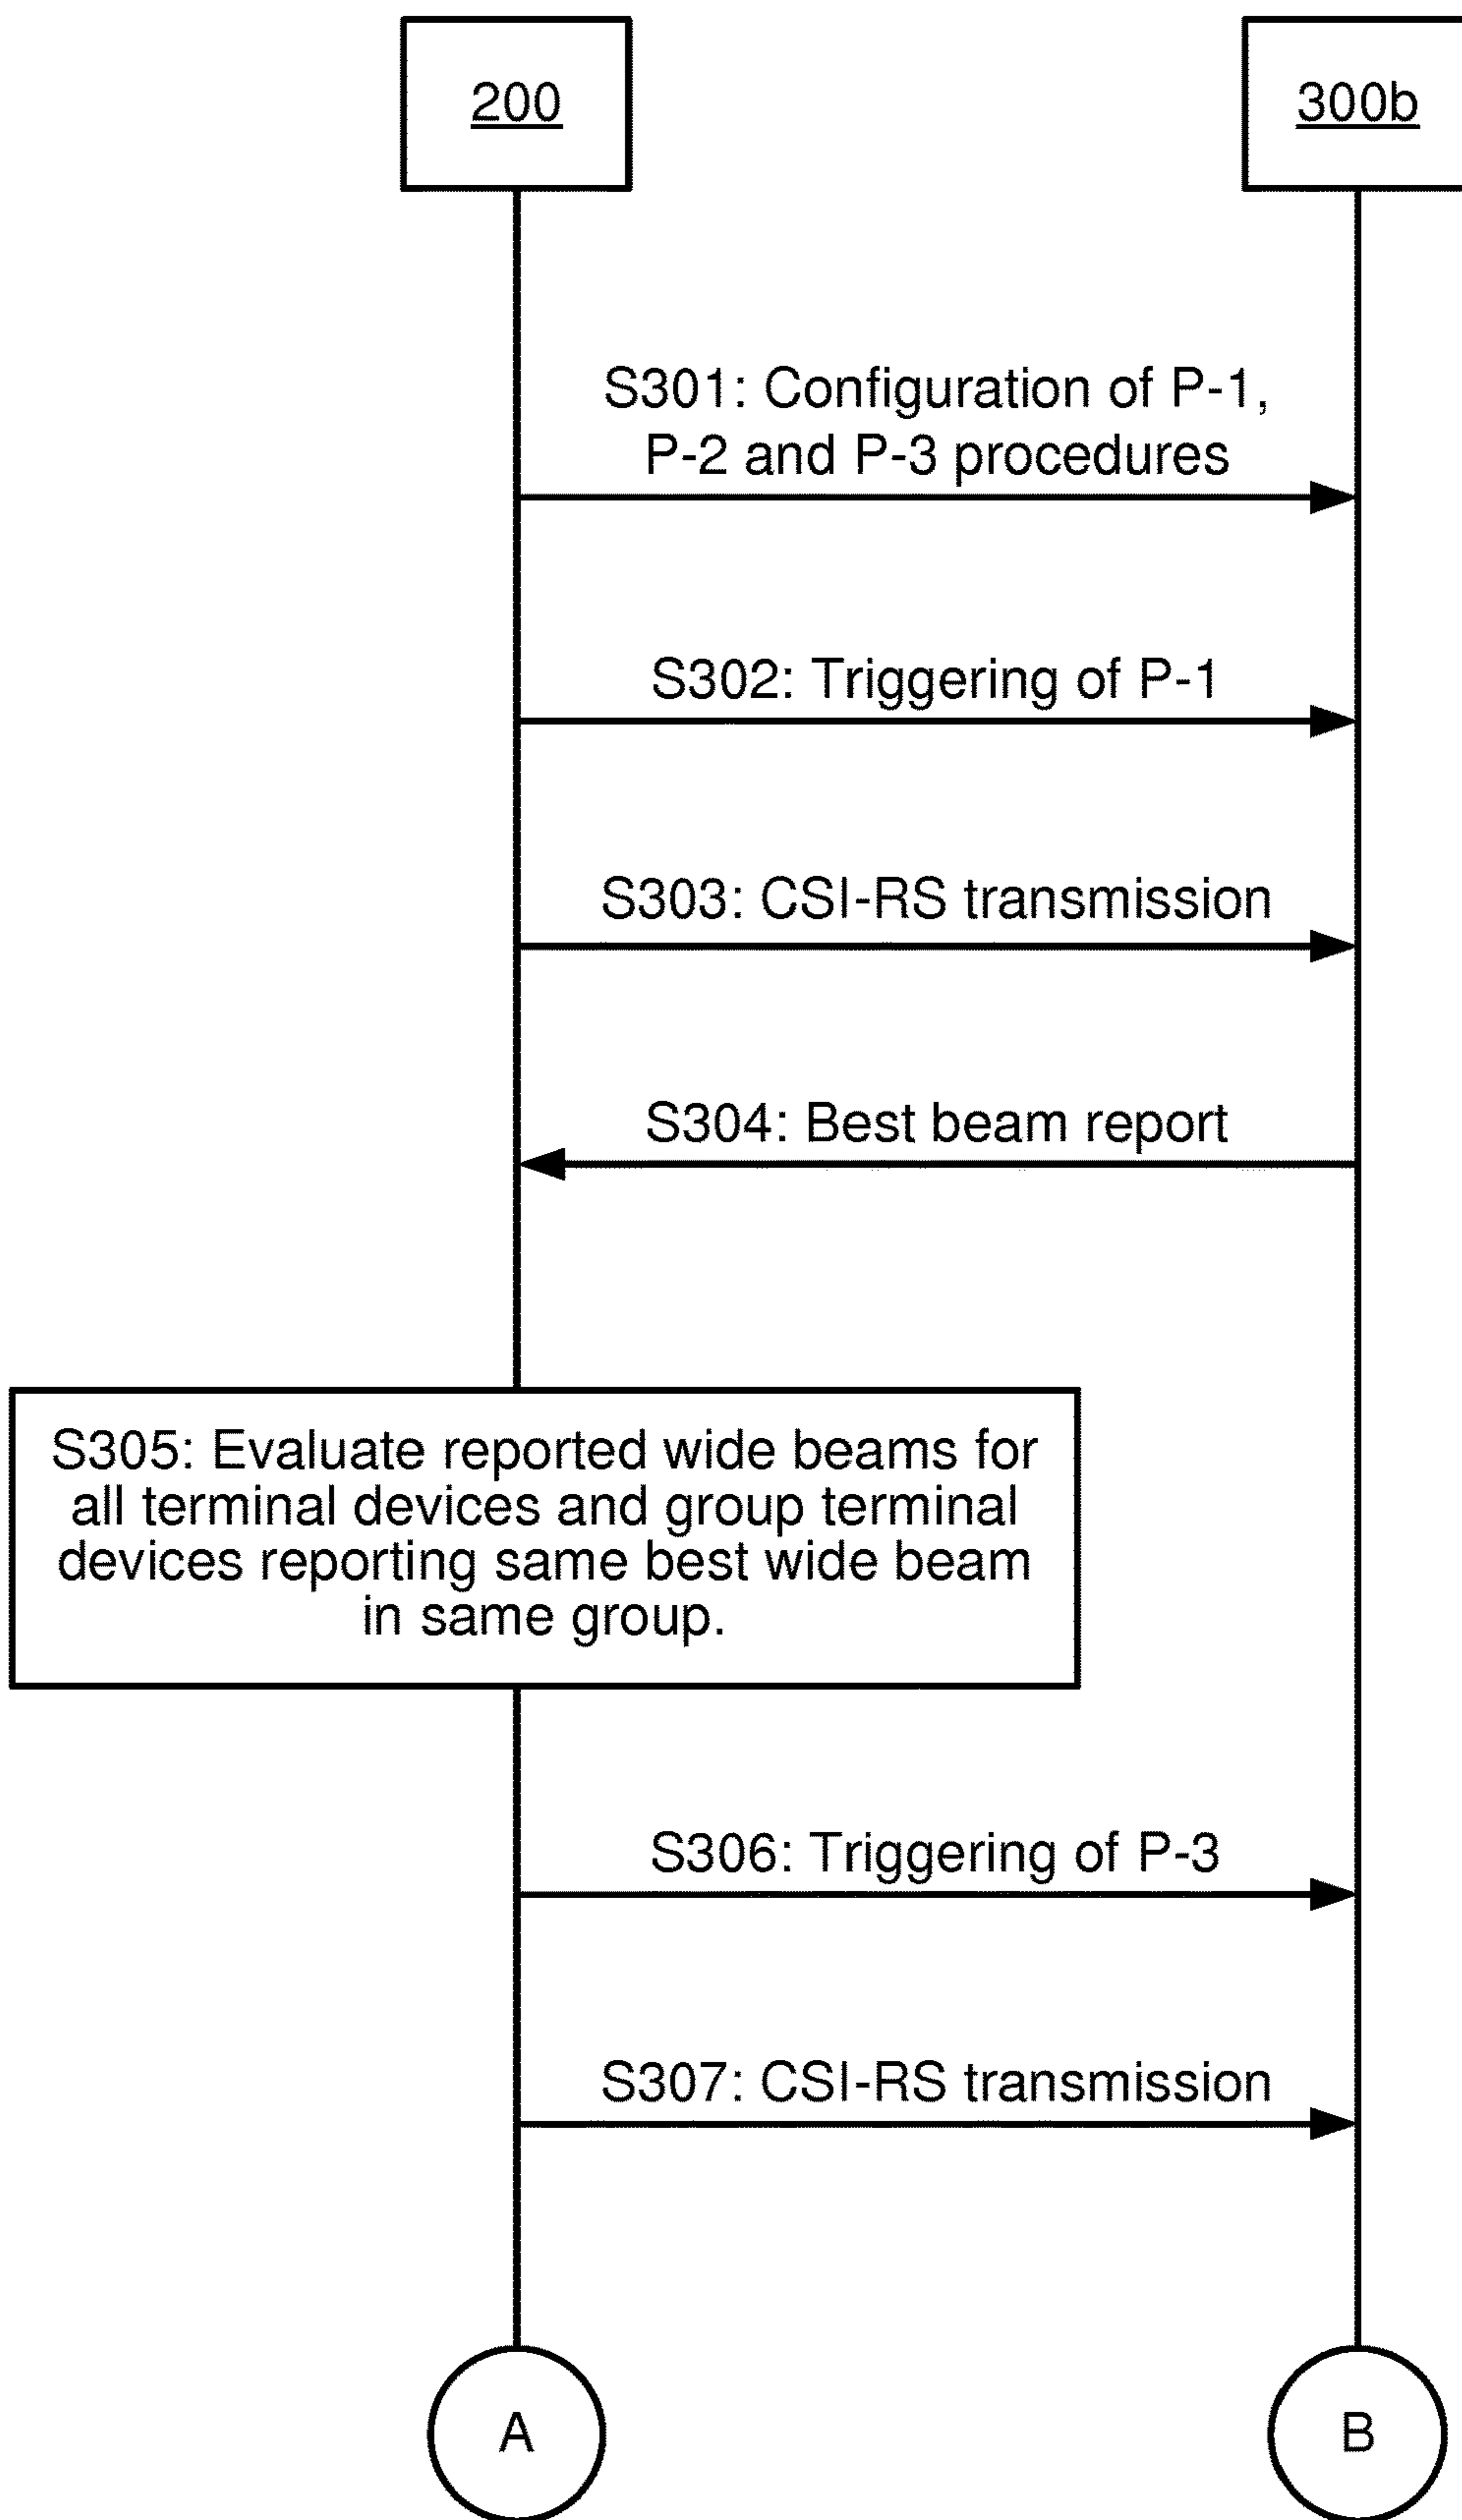 200
300b
S301: Configuration of P-1,
P-2 and P-3 procedures
S302: Triggering of P-1
S303: CSI-RS transmission
S304: Best beam report
S305: Evaluate reported wide beams for
all terminal devices and group terminal
devices reporting same best wide beam
in same group.
S306: Triggering of P-3
S307: CSI-RS transmission
A
B